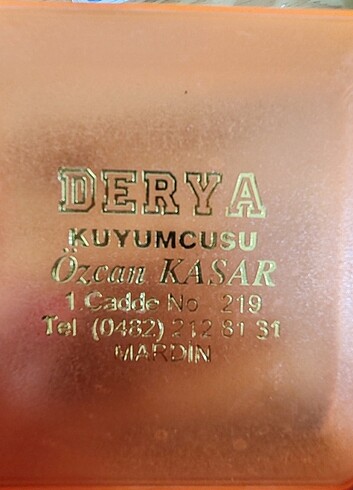 DERYA
KUYUMCUSU
Özcan KASAR
1.Cadde No 219
Tel (0482) 212 81 31
MARDİN